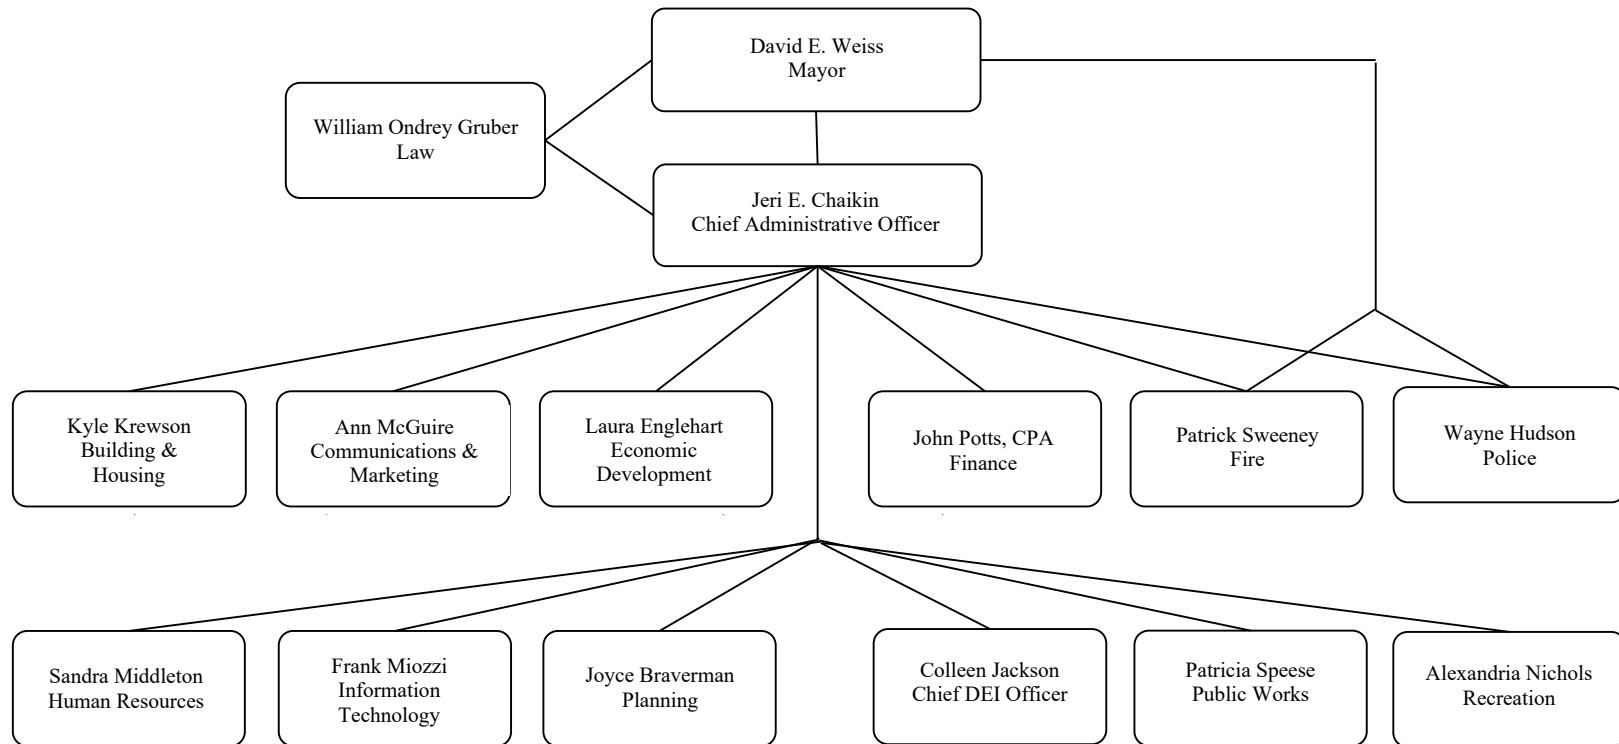 David E. Weiss
Mayor
William Ondrey Gruber
Law
Jeri E. Chaikin
Chief Administrative Officer
Kyle Krewson
Building &
Housing
Ann McGuire
Communications &
Marketing
Laura Englehart
Economic
Development
John Potts, CPA
Finance
Patrick Sweeney
Fire
Wayne Hudson
Police
Sandra Middleton
Human Resources
Frank Miozzi
Information
Technology
Joyce Braverman
Planning
Colleen Jackson
Chief DEI Officer
Patricia Speese
Public Works
Alexandria Nichols
Recreation